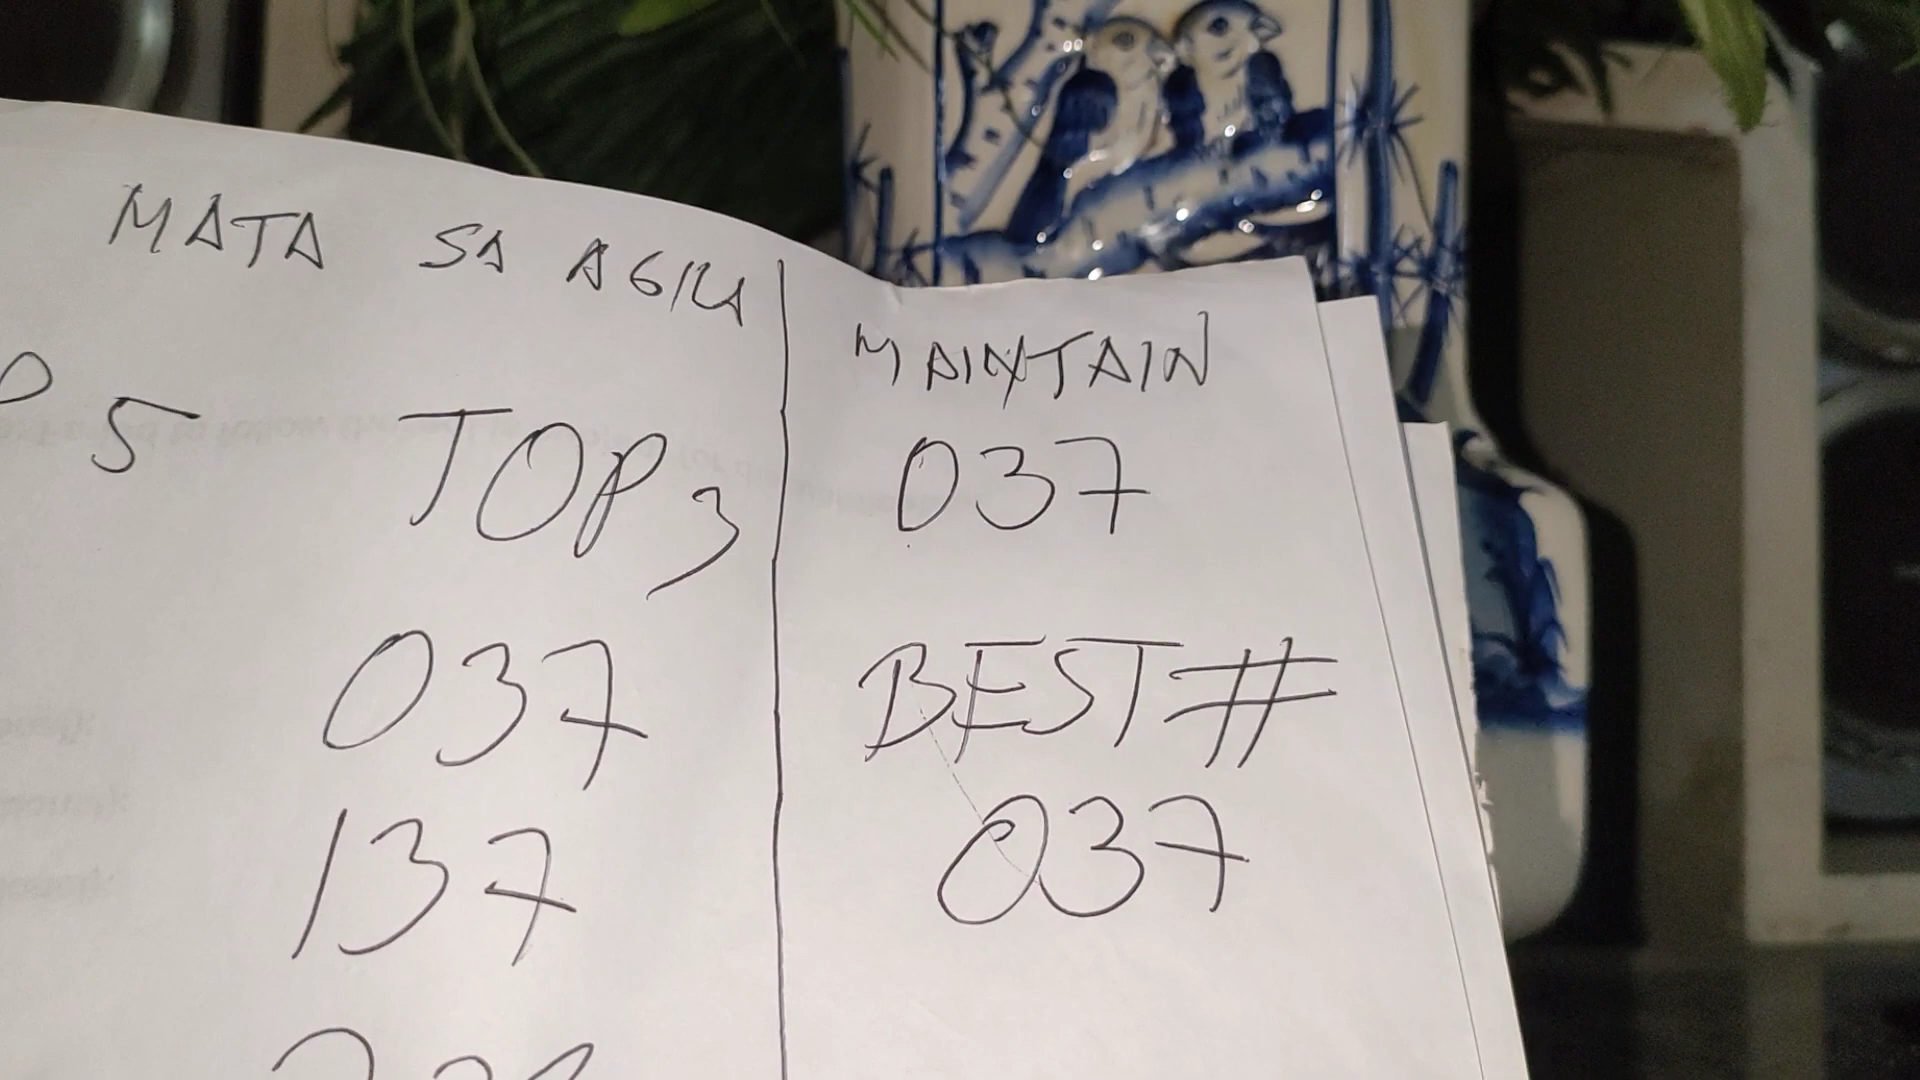 MATA SA AGILA
P 5 TOP 3
037
137
MAINTAIN
037
BEST #
037